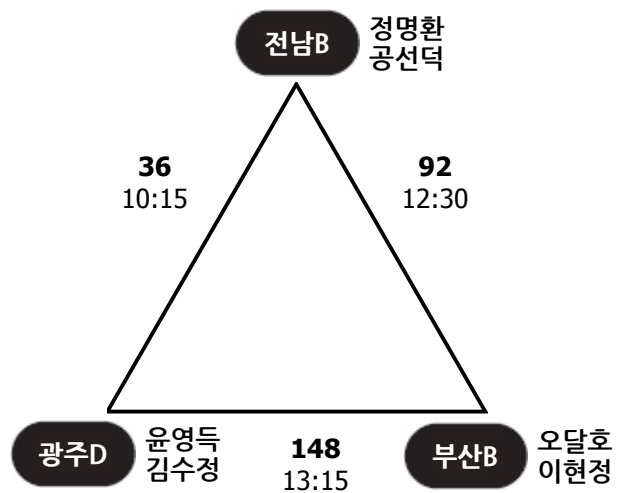 전남B
정명환
공선덕
36
10:15
92
12:30
광주D
윤영득
김수정
148
13:15
부산B
오달호
이현정